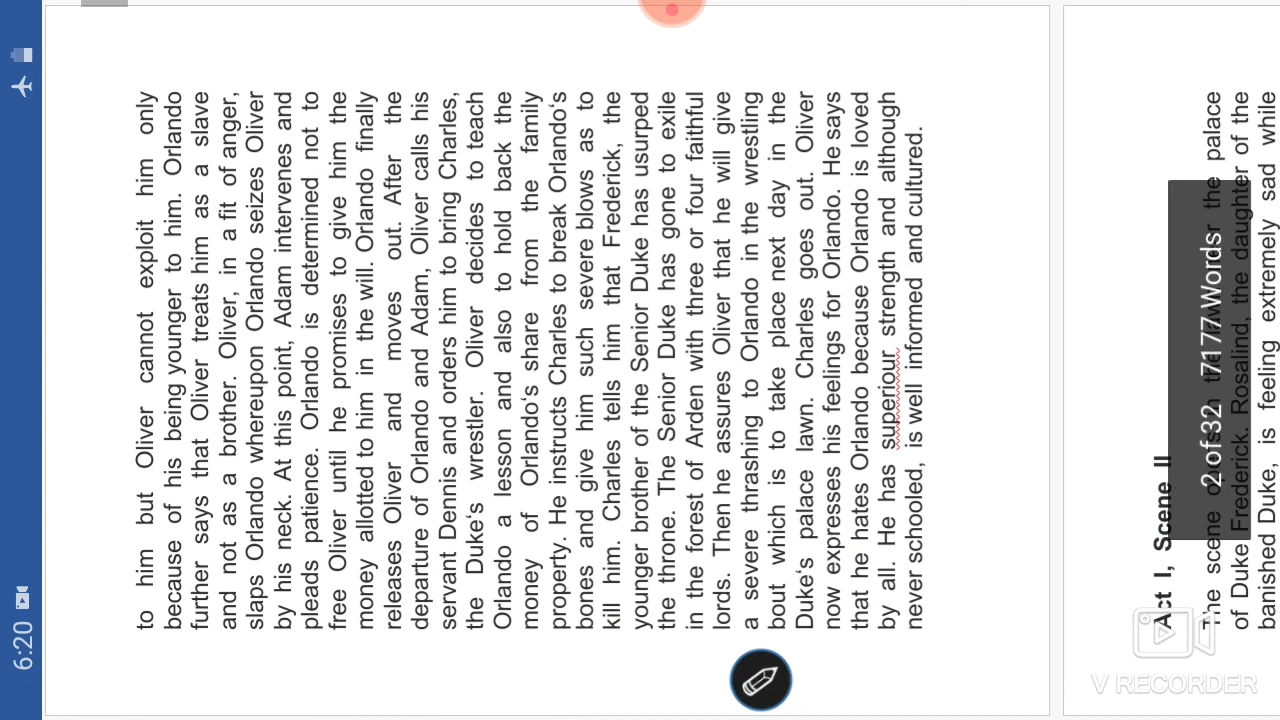 6:20
to him but Oliver cannot exploit him only
because of his being younger to him. Orlando
further says that Oliver treats him as a slave
and not as a brother. Oliver, in a fit of anger,
slaps Orlando whereupon Orlando seizes Oliver
by his neck. At this point, Adam intervenes and
pleads patience. Orlando is determined not to
free Oliver until he promises to give him the
money allotted to him in the will. Orlando finally
releases Oliver and moves out. After the
departure of Orlando and Adam, Oliver calls his
servant Dennis and orders him to bring Charles,
the Duke‘s wrestler. Oliver decides to teach
Orlando a lesson and also to hold back the
money of Orlando‘s share from the family
property. He instructs Charles to break Orlando‘s
bones and give him such severe blows as to
kill him. Charles tells him that Frederick, the
younger brother of the Senior Duke has usurped
the throne. The Senior Duke has gone to exile
in the forest of Arden with three or four faithful
lords. Then he assures Oliver that he will give
a severe thrashing to Orlando in the wrestling
bout which is to take place next day in the
Duke‘s palace lawn. Charles goes out. Oliver
now expresses his feelings for Orlando. He says
that he hates Orlando because Orlando is loved
by all. He has superiour strength and although
never schooled, is well informed and cultured.
Act I, Scene II
The scene the palace
of Duke Frederick. Rosalind, the daughter of the
banished Duke, is feeling extremely sad while
2 of 32 7177 Words
V RECORDER